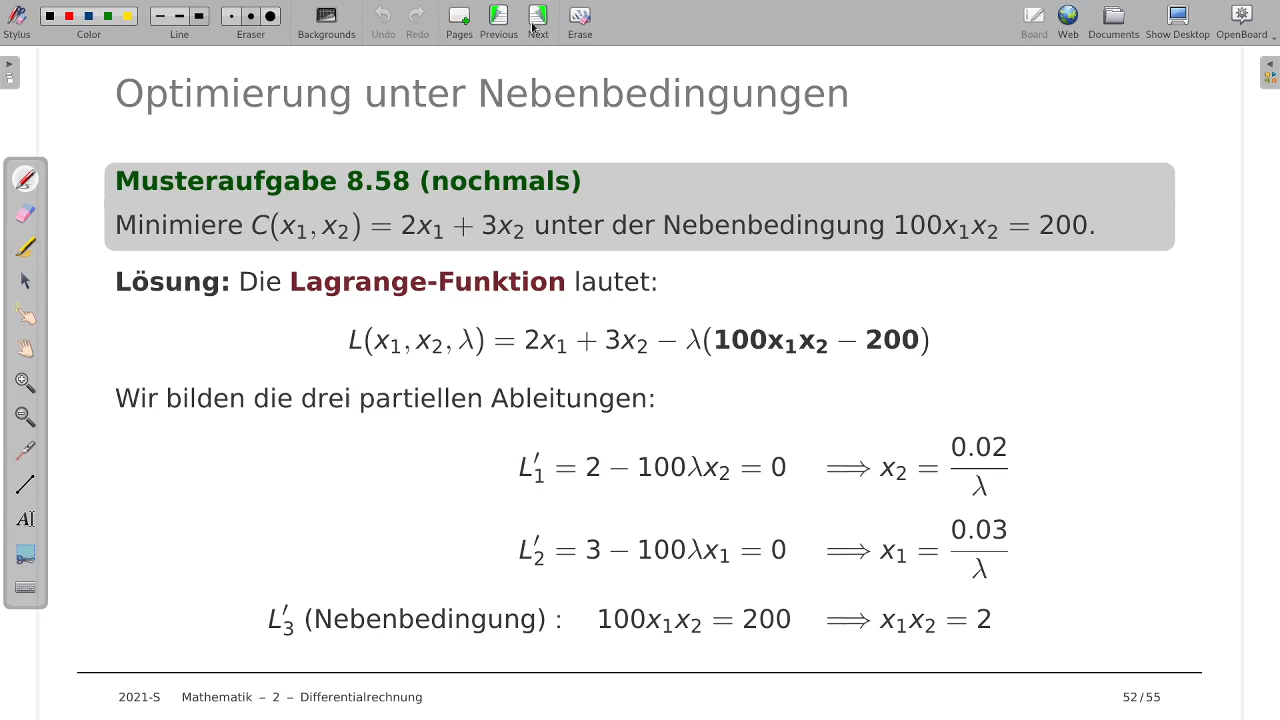 Stylus Color Line Eraser Backgrounds Undo Redo Pages Previous Next Erase Board Web Documents Show Desktop OpenBoard
Optimierung unter Nebenbedingungen
Musteraufgabe 8.58 (nochmals)
Minimiere C(x₁, x₂) = 2x₁ + 3x₂ unter der Nebenbedingung 100x₁x₂ = 200.
Lösung: Die Lagrange-Funktion lautet:
L(x₁, x₂, λ) = 2x₁ + 3x₂ − λ(100x₁x₂ − 200)
Wir bilden die drei partiellen Ableitungen:
L′₁ = 2 − 100λx₂ = 0 ⟹ x₂ = 0.02/λ
L′₂ = 3 − 100λx₁ = 0 ⟹ x₁ = 0.03/λ
L′₃ (Nebenbedingung) : 100x₁x₂ = 200 ⟹ x₁x₂ = 2
2021-S Mathematik – 2 – Differentialrechnung 52/55